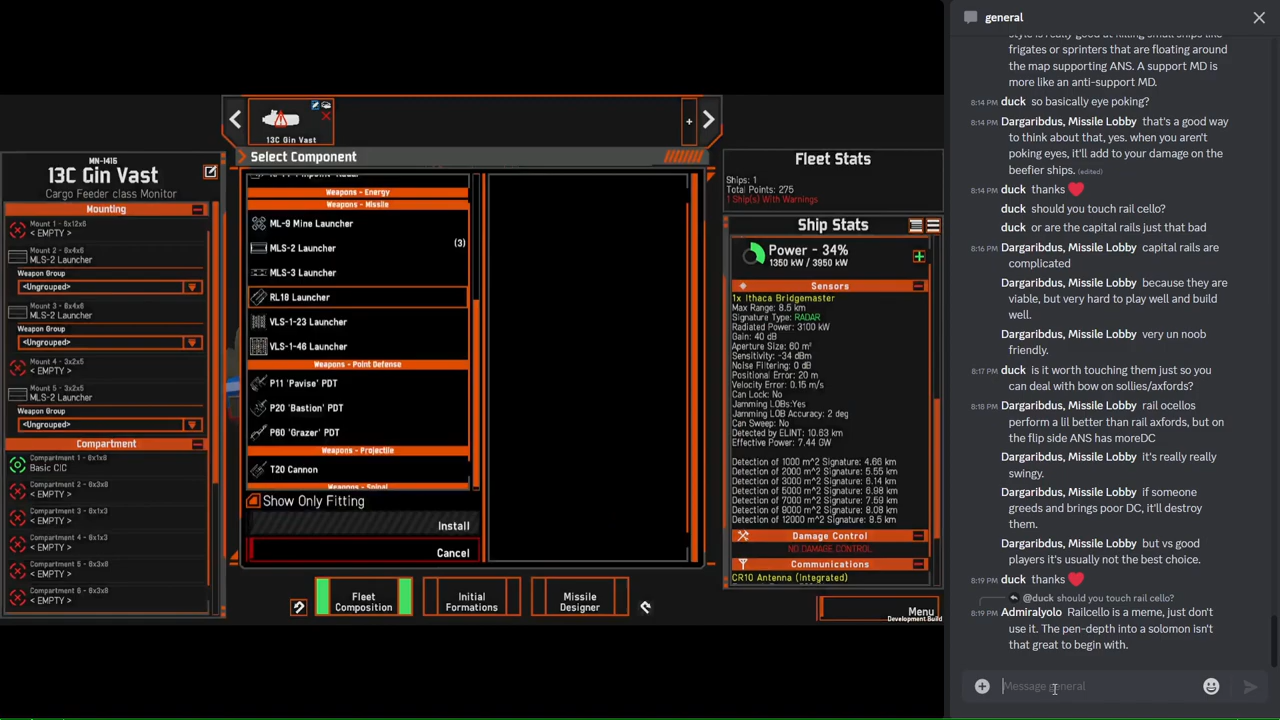 MN-1416
13C Gin Vast
Cargo Feeder class Monitor
Mounting
Mount 1 - 6x12x6
< EMPTY >
Mount 2 - 6x4x6
MLS-2 Launcher
Weapon Group
<Ungrouped>
Mount 3 - 6x4x6
MLS-2 Launcher
Weapon Group
<Ungrouped>
Mount 4 - 3x2x5
< EMPTY >
Mount 5 - 3x2x8
MLS-2 Launcher
Weapon Group
<Ungrouped>
Compartment
Compartment 1 - 6x1x8
Basic CIC
Compartment 2 - 6x3x8
< EMPTY >
Compartment 3 - 6x1x3
< EMPTY >
Compartment 4 - 6x1x3
< EMPTY >
Compartment 5 - 6x3x8
< EMPTY >
Compartment 6 - 6x3x8
< EMPTY >
13C Gin Vast
+
Select Component
Weapons - Energy
Weapons - Missile
ML-9 Mine Launcher
MLS-2 Launcher
(3)
MLS-3 Launcher
RL18 Launcher
VLS-1-23 Launcher
VLS-1-46 Launcher
Weapons - Point Defense
P11 'Pavise' PDT
P20 'Bastion' PDT
P60 'Grazer' PDT
Weapons - Projectile
T20 Cannon
Weapons - Spinal
Show Only Fitting
Install
Cancel
Fleet
Composition
Initial
Formations
Missile
Designer
Fleet Stats
Ships: 1
Total Points: 275
1 Ship(s) With Warnings
Ship Stats
Power - 34%
1350 kW / 3950 kW
Sensors
1x Ithaca Bridgemaster
Max Range: 8.5 km
Signature Type: RADAR
Radiated Power: 3100 kW
Gain: 40 dB
Aperture Size: 60 m²
Sensitivity: -34 dBm
Noise Filtering: 0 dB
Positional Error: 20 m
Velocity Error: 0.15 m/s
Can Lock: No
Jamming LOBs:Yes
Jamming LOB Accuracy: 2 deg
Can Sweep: No
Detected by ELINT: 10.63 km
Effective Power: 7.44 GW
Detection of 1000 m^2 Signature: 4.66 km
Detection of 2000 m^2 Signature: 5.55 km
Detection of 3000 m^2 Signature: 6.14 km
Detection of 5000 m^2 Signature: 6.98 km
Detection of 7000 m^2 Signature: 7.59 km
Detection of 9000 m^2 Signature: 8.08 km
Detection of 12000 m^2 Signature: 8.5 km
Damage Control
NO DAMAGE CONTROL
Communications
CR10 Antenna (Integrated)
Menu
Development Build
general
style is really good at killing small ships like
frigates or sprinters that are floating around
the map supporting ANS. A support MD is
more like an anti-support MD.
8:14 PM duck so basically eye poking?
8:14 PM Dargaribdus, Missile Lobby that's a good way
to think about that, yes. when you aren't
poking eyes, it'll add to your damage on the
beefier ships. (edited)
8:14 PM duck thanks ❤️
duck should you touch rail cello?
duck or are the capital rails just that bad
8:16 PM Dargaribdus, Missile Lobby capital rails are
complicated
Dargaribdus, Missile Lobby because they are
viable, but very hard to play well and build
well.
Dargaribdus, Missile Lobby very un noob
friendly.
8:17 PM duck is it worth touching them just so you
can deal with bow on sollies/axfords?
8:18 PM Dargaribdus, Missile Lobby rail ocellos
perform a lil better than rail axfords, but on
the flip side ANS has moreDC
Dargaribdus, Missile Lobby it's really really
swingy.
Dargaribdus, Missile Lobby if someone
greeds and brings poor DC, it'll destroy
them.
Dargaribdus, Missile Lobby but vs good
players it's usually not the best choice.
8:19 PM duck thanks ❤️
@duck should you touch rail cello?
8:19 PM Admiralyolo Railcello is a meme, just don't
use it. The pen-depth into a solomon isn't
that great to begin with.
Message general